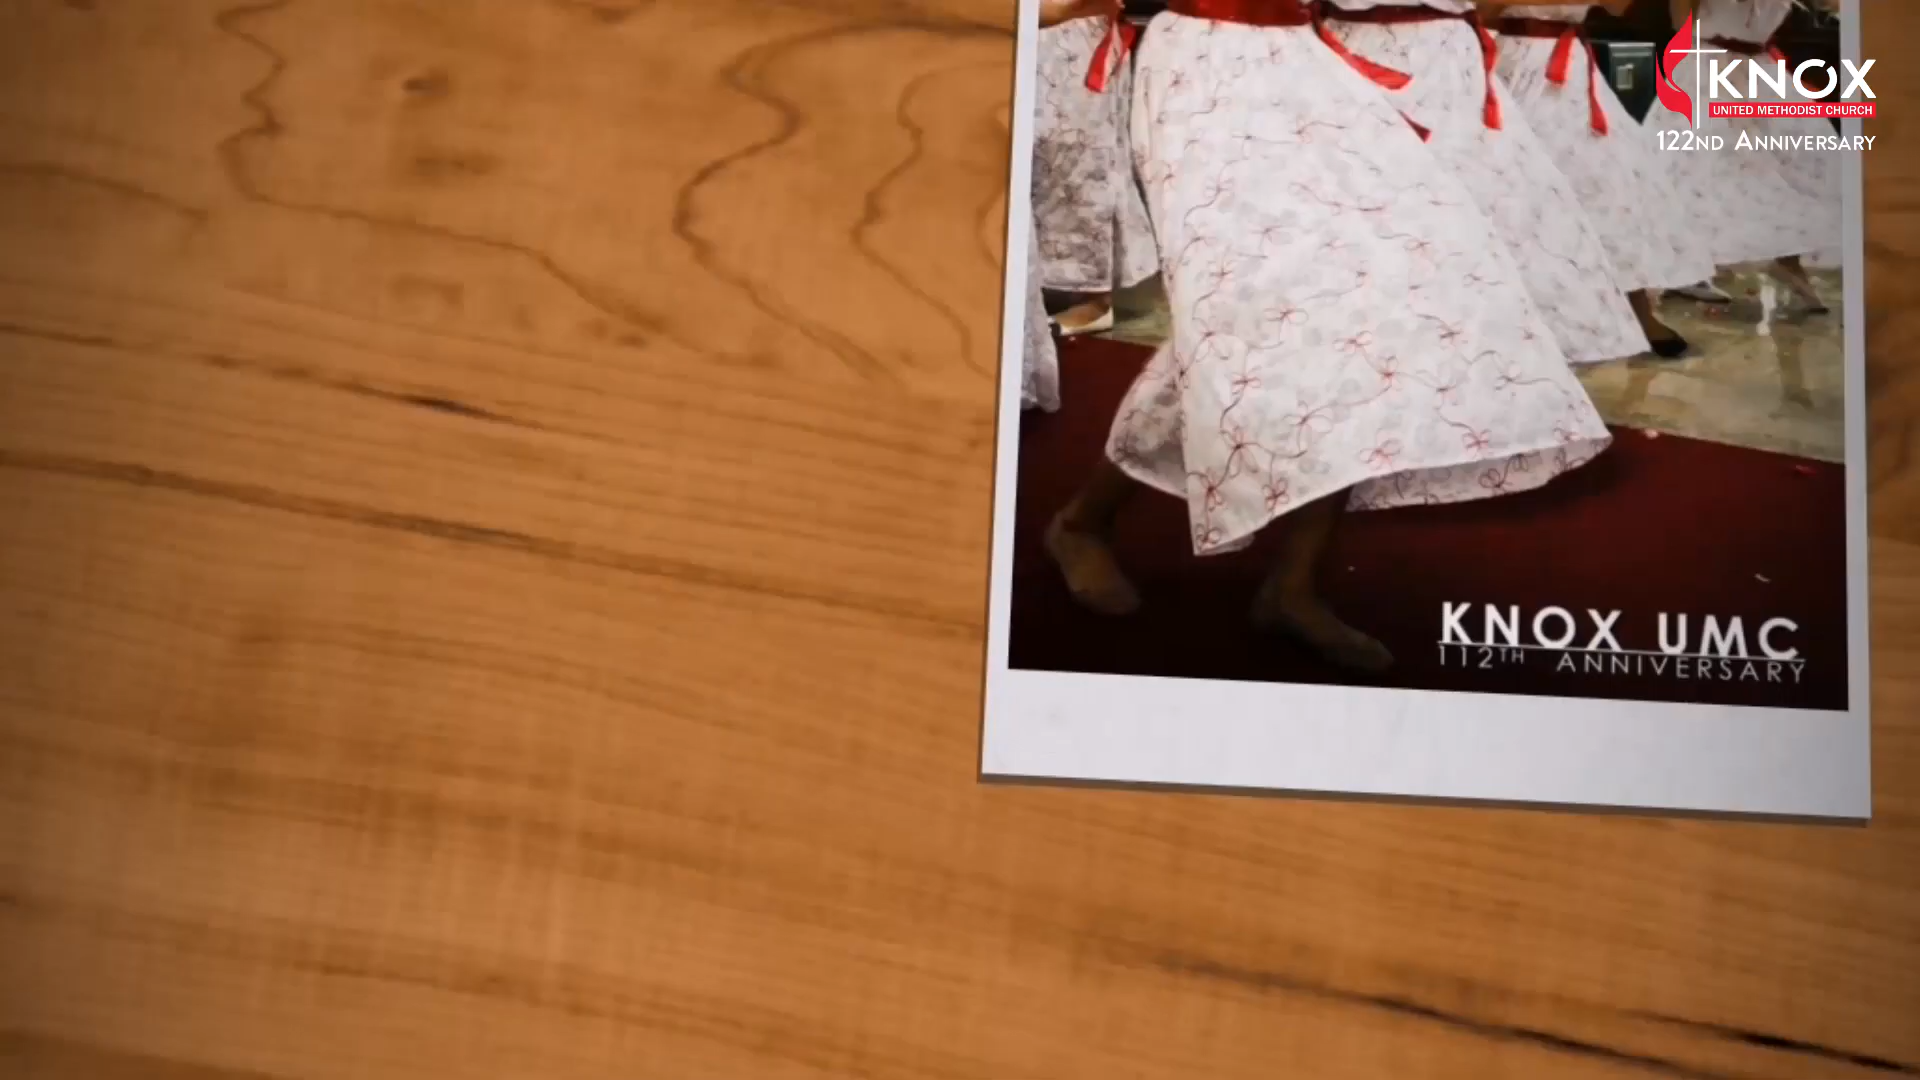 KNOX
UNITED METHODIST CHURCH
122ND ANNIVERSARY
KNOX UMC
112TH ANNIVERSARY